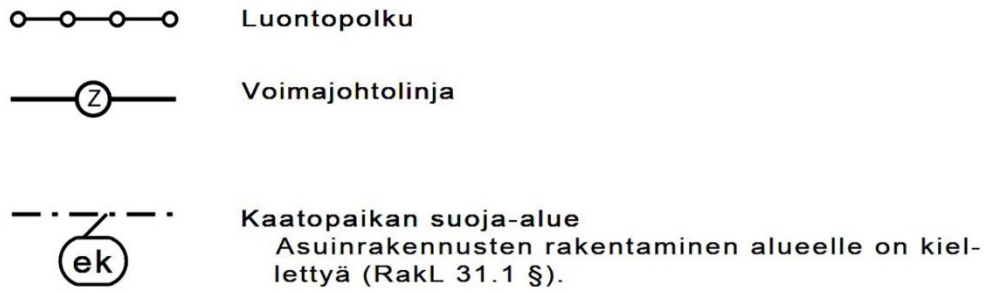 Luontopolku
Z Voimajohtolinja
Kaatopaikan suoja-alue
ek Asuinrakennusten rakentaminen alueelle on kiel-
lettyä (RakL 31.1 §).